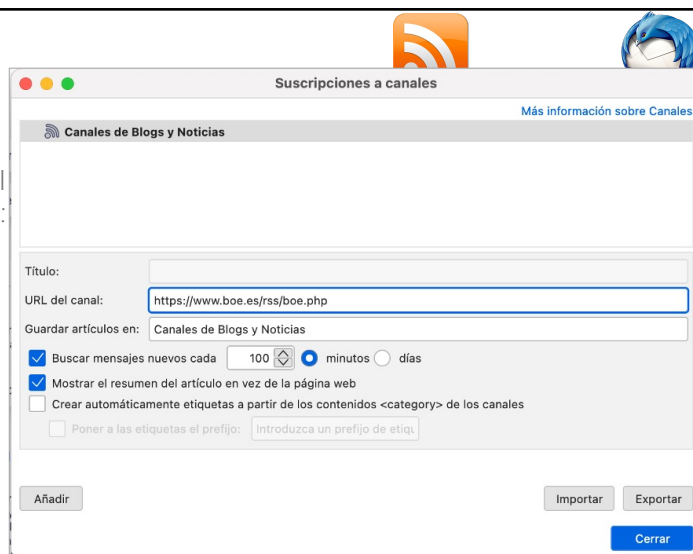 Suscripciones a canales
Más información sobre Canales
Canales de Blogs y Noticias
Título:
URL del canal: https://www.boe.es/rss/boe.php
Guardar artículos en: Canales de Blogs y Noticias
Buscar mensajes nuevos cada 100 minutos días
Mostrar el resumen del artículo en vez de la página web
Crear automáticamente etiquetas a partir de los contenidos <category> de los canales
Poner a las etiquetas el prefijo: Introduzca un prefijo de etiqu
Añadir Importar Exportar
Cerrar